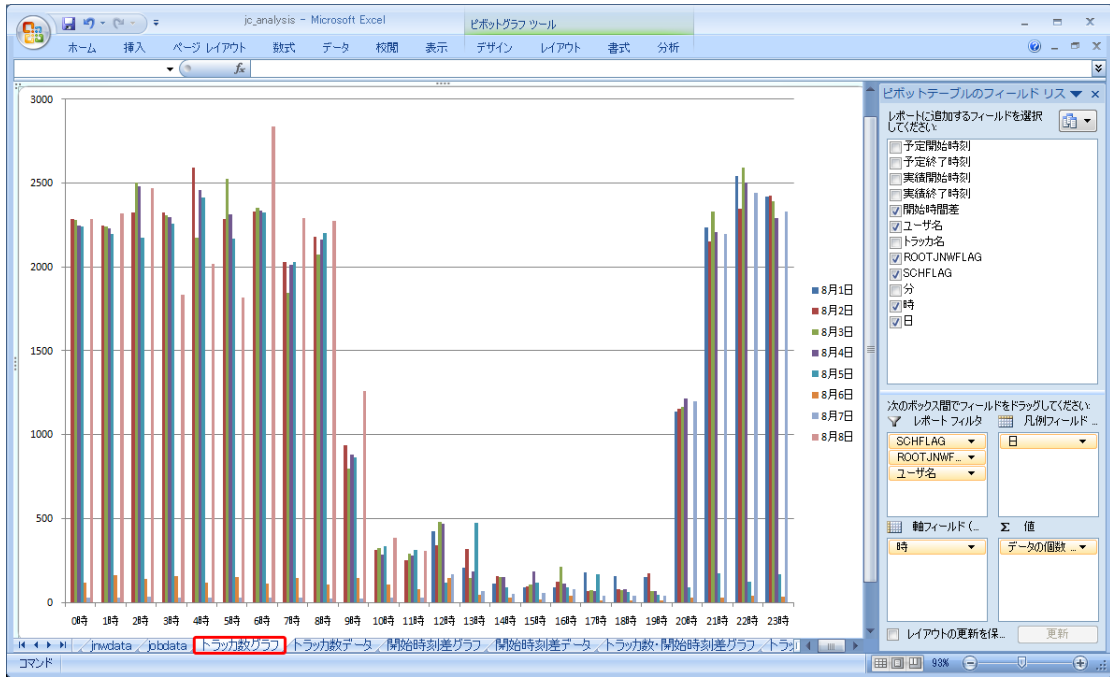 jc_analysis - Microsoft Excel
ピボットグラフ ツール
ホーム 挿入 ページ レイアウト 数式 データ 校閲 表示 デザイン レイアウト 書式 分析
fx
ピボットテーブルのフィールド リス
レポートに追加するフィールドを選択
してください:
予定開始時刻
予定終了時刻
実績開始時刻
実績終了時刻
開始時間差
ユーザ名
トラッカ名
ROOTJNWFLAG
SCHFLAG
分
時
日
3000
2500
2000
1500
1000
500
0
0時 1時 2時 3時 4時 5時 6時 7時 8時 9時 10時 11時 12時 13時 14時 15時 16時 17時 18時 19時 20時 21時 22時 23時
8月1日
8月2日
8月3日
8月4日
8月5日
8月6日
8月7日
8月8日
次のボックス間でフィールドをドラッグしてください:
レポート フィルタ 凡例フィールド ...
SCHFLAG 日
ROOTJNWF...
ユーザ名
軸フィールド (... Σ 値
時 データの個数 ...
レイアウトの更新を保... 更新
jnwdata jobdata トラッカ数グラフ トラッカ数データ 開始時刻差グラフ 開始時刻差データ トラッカ数・開始時刻差グラフ
コマンド 93%